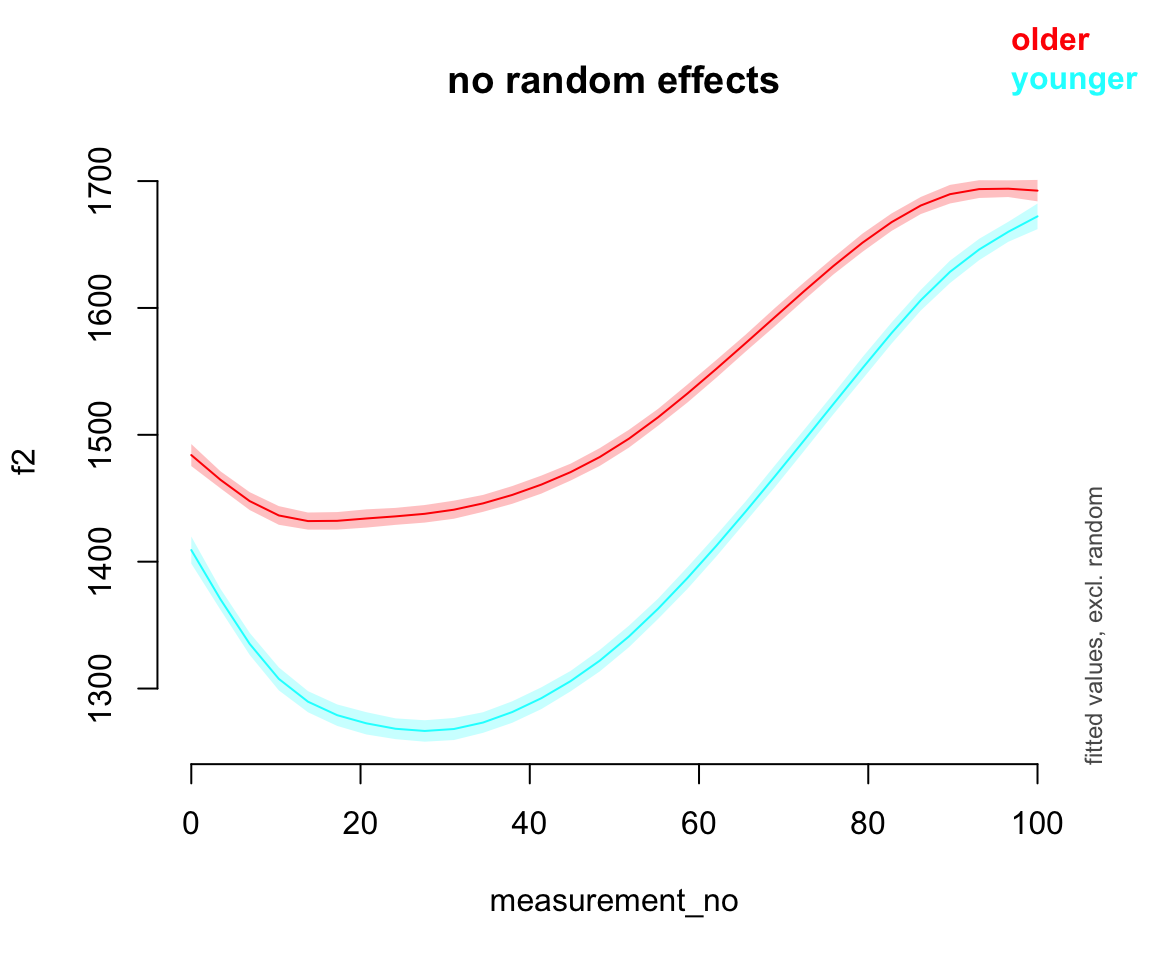 older
younger
no random effects
1700
1600
1500
1400
1300
f2
0 20 40 60 80 100
measurement_no
fitted values, excl. random